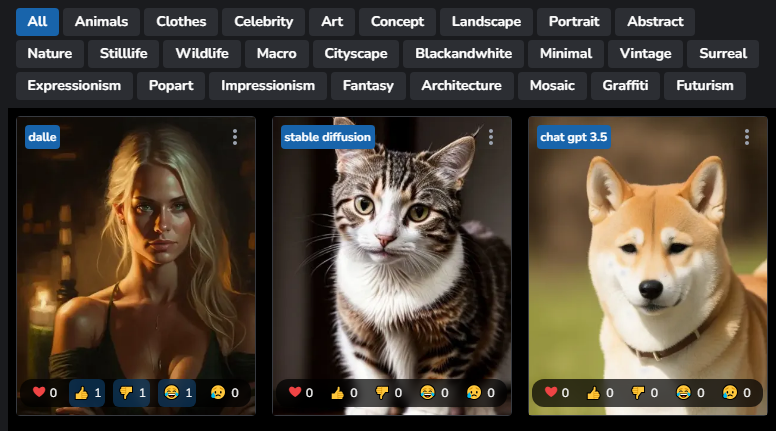 All Animals Clothes Celebrity Art Concept Landscape Portrait Abstract
Nature Stilllife Wildlife Macro Cityscape Blackandwhite Minimal Vintage Surreal
Expressionism Popart Impressionism Fantasy Architecture Mosaic Graffiti Futurism
dalle stable diffusion chat gpt 3.5
0 1 1 1 0 0 0 0 0 0 0 0 0 0 0